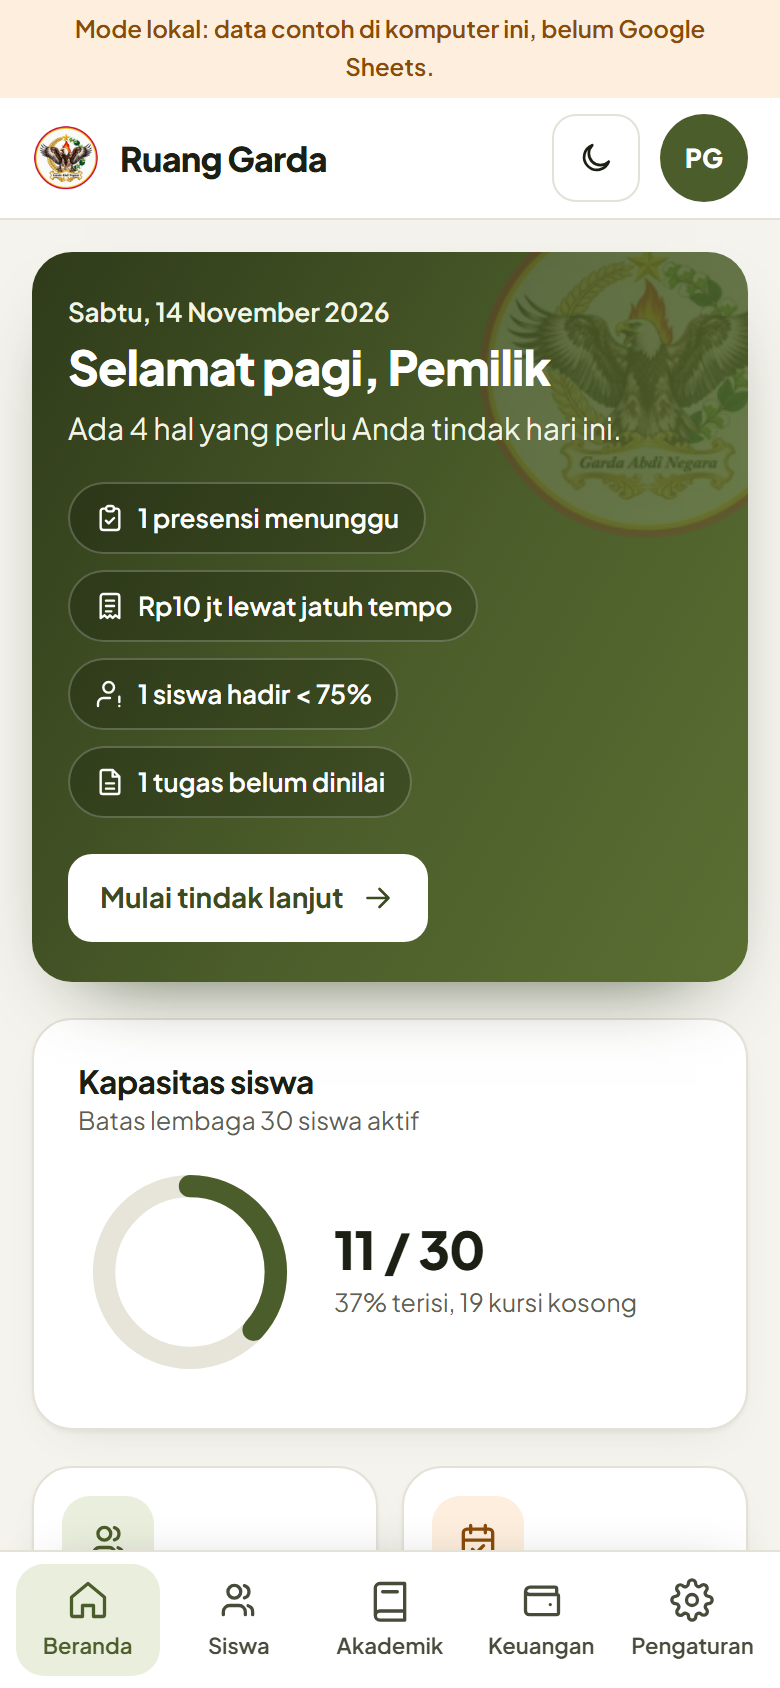 Mode lokal: data contoh di komputer ini, belum Google
Sheets.
Ruang Garda
PG
Sabtu, 14 November 2026
Selamat pagi, Pemilik
Ada 4 hal yang perlu Anda tindak hari ini.
Garda Abdi Negara
1 presensi menunggu
Rp10 jt lewat jatuh tempo
1 siswa hadir < 75%
1 tugas belum dinilai
Mulai tindak lanjut
Kapasitas siswa
Batas lembaga 30 siswa aktif
11 / 30
37% terisi, 19 kursi kosong
Beranda
Siswa
Akademik
Keuangan
Pengaturan